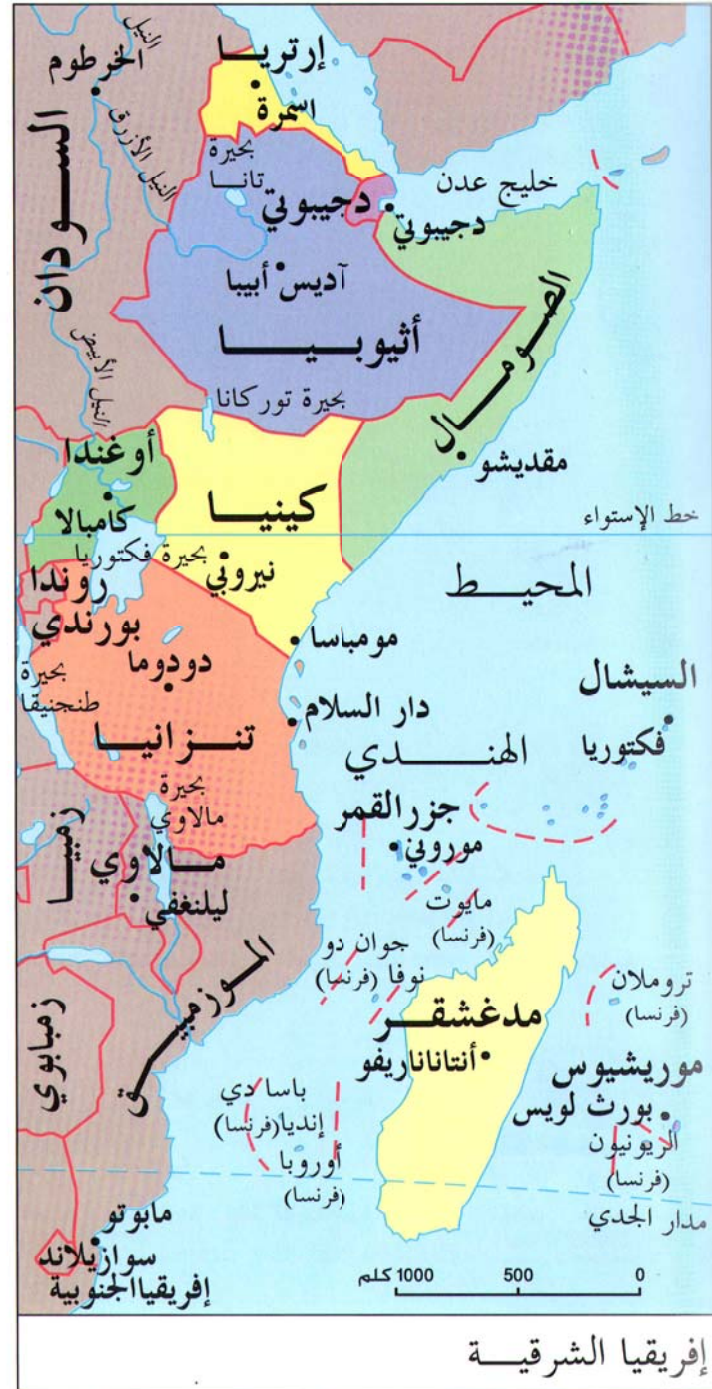 النيل
الخرطوم
إرتريا
اسمرة
السودان
النيل الأزرق
بحيرة
تانا
خليج عدن
دجيبوتي
دجيبوتي
آديس أبيبا
أثيوبيا
الصومال
النيل الأبيض
بحيرة توركانا
أوغندا
كينيا
مقديشو
كامبالا
خط الإستواء
بحيرة فكتوريا
نيروبي
المحيط
روندا
بورندي
مومباسا
دودوما
بحيرة
طنجنيقا
السيشال
دار السلام
تنزانيا
فكتوريا
الهندي
بحيرة
مالاوي
جزر القمر
زمبيا
مالاوي
موروني
ليلنغفي
مايوت
(فرنسا)
جوان دو
نوفا (فرنسا)
الموزمبيق
تروملان
(فرنسا)
زمبابوي
مدغشقر
أنتاناناريفو
موريشيوس
بورث لويس
باسا دي
إنديا (فرنسا)
الريونيون
(فرنسا)
أوروبا
(فرنسا)
مدار الجدي
مابوتو
سوازيلاند
إفريقيا الجنوبية
0 500 1000 كلم
إفريقيا الشرقية